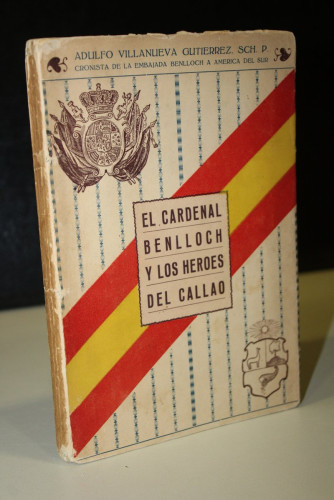 ADULFO VILLANUEVA GUTIERREZ, SCH. P.
CRONISTA DE LA EMBAJADA BENLLOCH A AMERICA DEL SUR
EL CARDENAL
BENLLOCH
Y LOS HEROES
DEL CALLAO